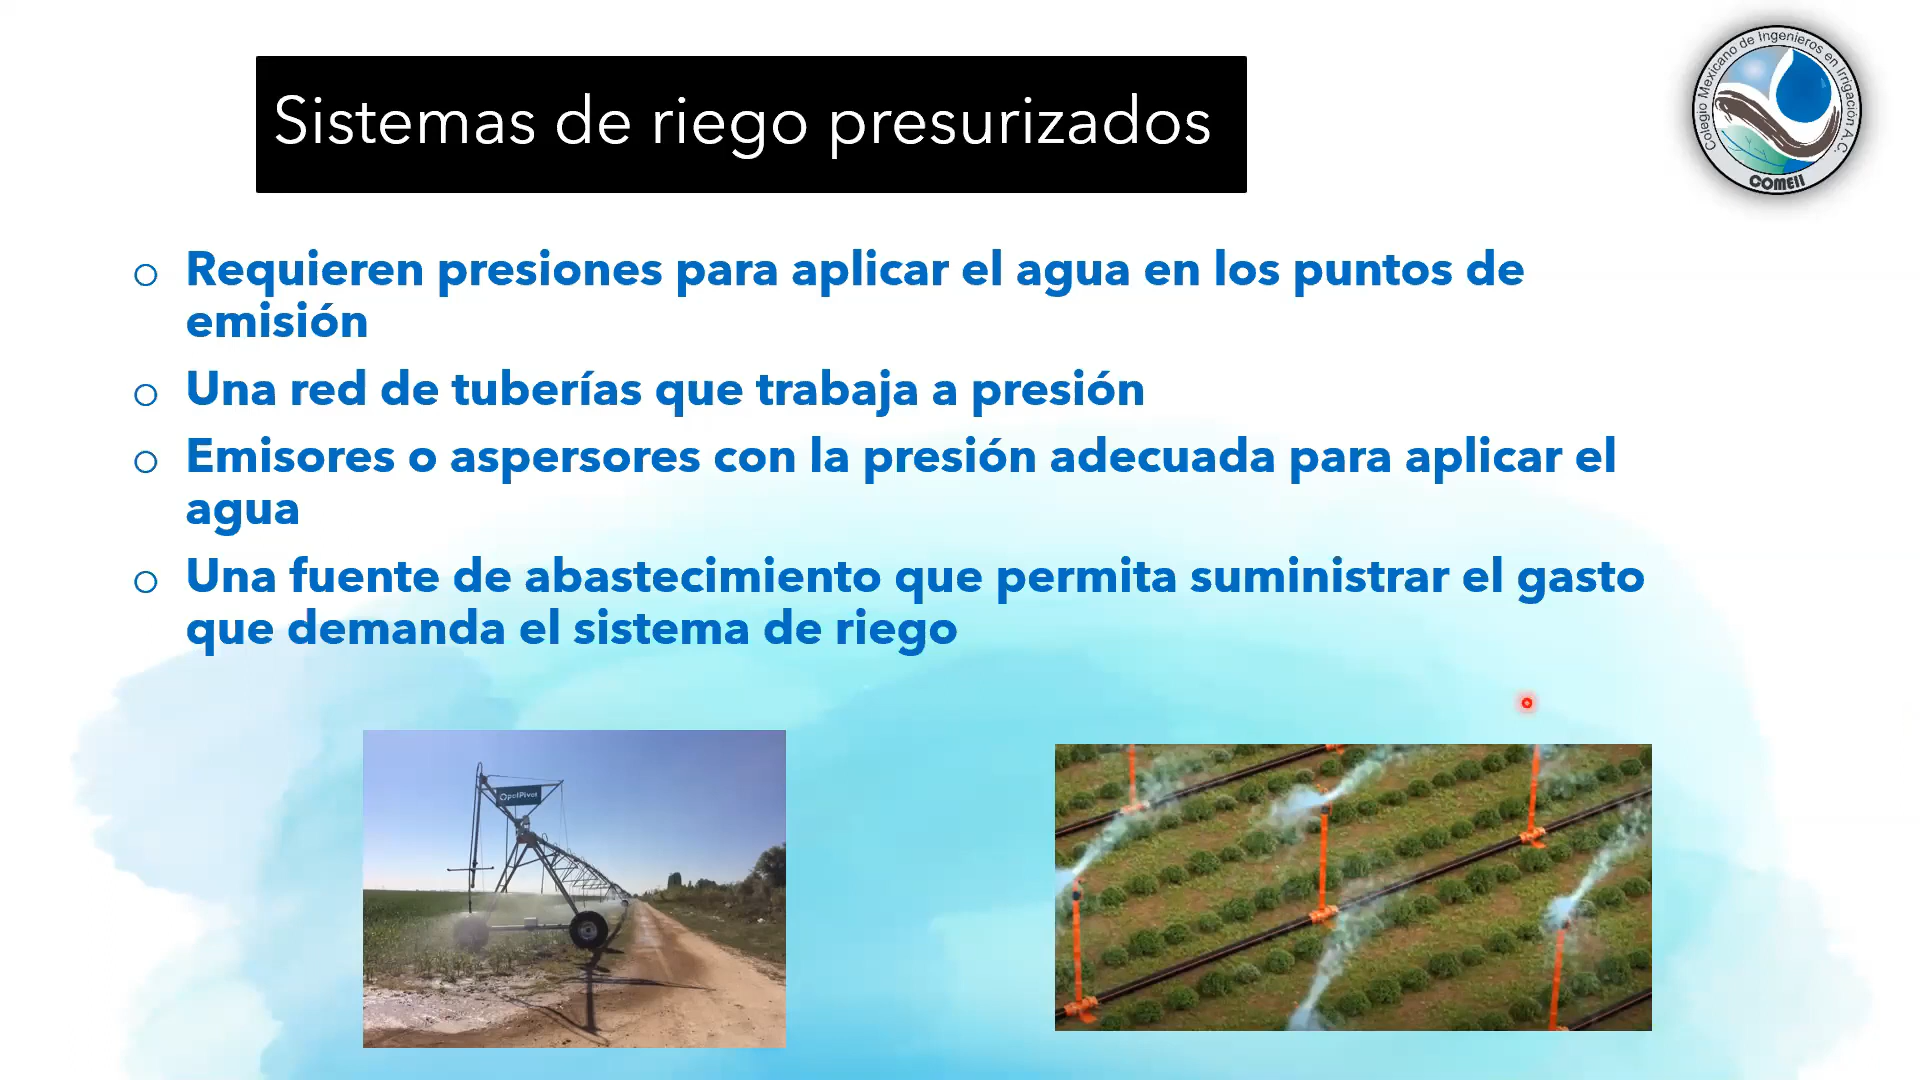 Sistemas de riego presurizados
Colegio Mexicano de Ingenieros en Irrigación A.C.
COMEII
o Requieren presiones para aplicar el agua en los puntos de
emisión
o Una red de tuberías que trabaja a presión
o Emisores o aspersores con la presión adecuada para aplicar el
agua
o Una fuente de abastecimiento que permita suministrar el gasto
que demanda el sistema de riego
OpalPivot